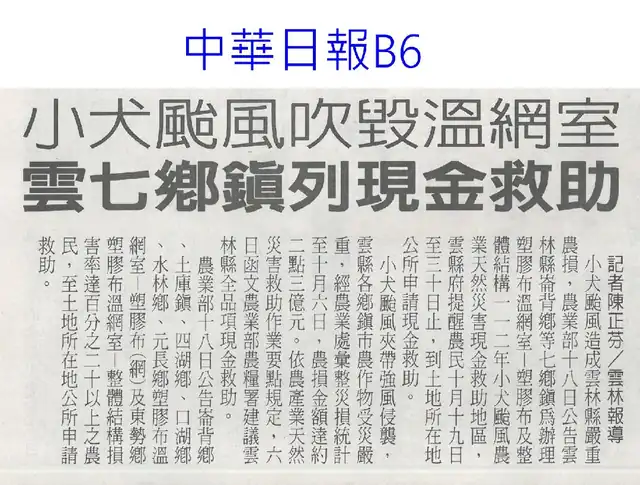 中華日報B6
小犬颱風吹毀溫網室
雲七鄉鎮列現金救助
記者陳正芬／雲林報導
小犬颱風造成雲林縣嚴重
農損，農業部十八日公告雲
林縣崙背鄉等七鄉鎮為辦理
塑膠布溫網室—塑膠布及整
體結構一一二年小犬颱風農
業天然災害現金救助地區，
雲縣府提醒農民十月十九日
至三十日止，到土地所在地
公所申請現金救助。
小犬颱風夾帶強風侵襲，
雲縣各鄉鎮市農作物受災嚴
重，經農業處彙整災損統計
至十月六日，農損金額達約
二點三億元。依農產業天然
災害救助作業要點規定，六
日函文農業部農糧署建議雲
林縣全品項現金救助。
農業部十八日公告崙背鄉
、土庫鎮、四湖鄉、口湖鄉
、水林鄉、元長鄉塑膠布溫
網室—塑膠布（網）及東勢鄉
塑膠布溫網室—整體結構損
害率達百分之二十以上之農
民，至土地所在地公所申請
救助。